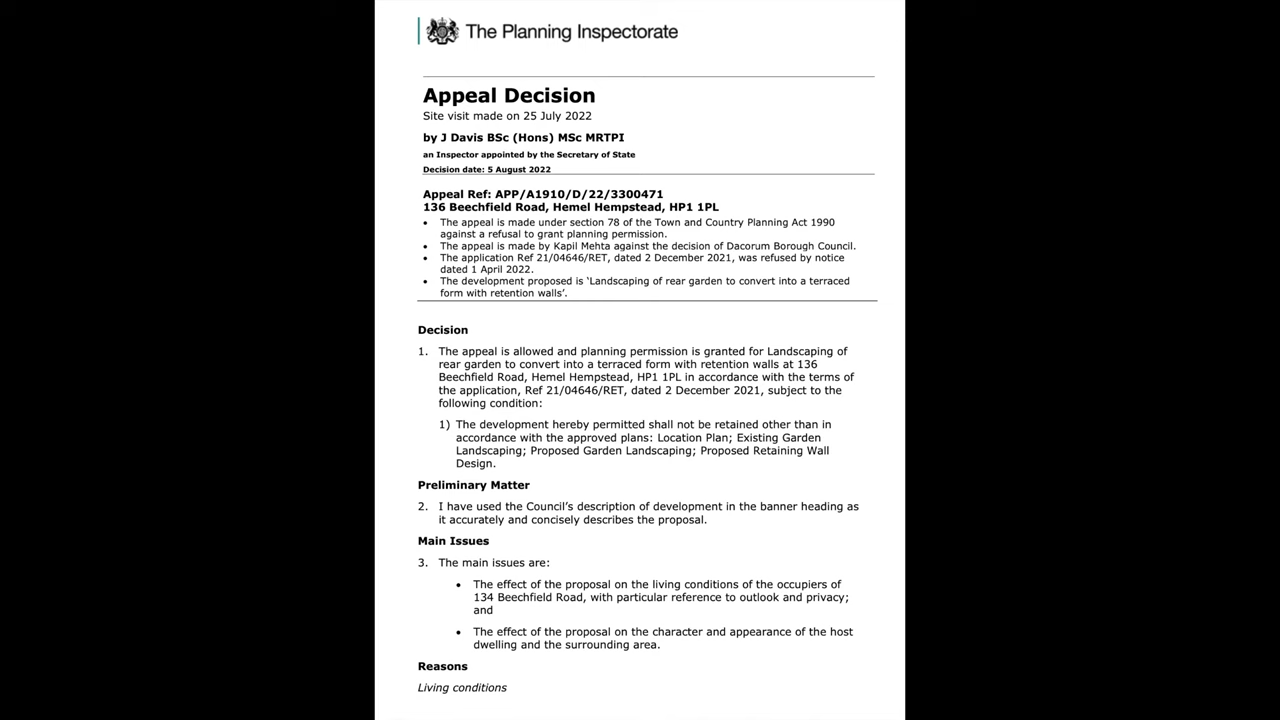 The Planning Inspectorate
Appeal Decision
Site visit made on 25 July 2022
by J Davis BSc (Hons) MSc MRTPI
an Inspector appointed by the Secretary of State
Decision date: 5 August 2022
Appeal Ref: APP/A1910/D/22/3300471
136 Beechfield Road, Hemel Hempstead, HP1 1PL
• The appeal is made under section 78 of the Town and Country Planning Act 1990
against a refusal to grant planning permission.
• The appeal is made by Kapil Mehta against the decision of Dacorum Borough Council.
• The application Ref 21/04646/RET, dated 2 December 2021, was refused by notice
dated 1 April 2022.
• The development proposed is ‘Landscaping of rear garden to convert into a terraced
form with retention walls’.
Decision
1. The appeal is allowed and planning permission is granted for Landscaping of
rear garden to convert into a terraced form with retention walls at 136
Beechfield Road, Hemel Hempstead, HP1 1PL in accordance with the terms of
the application, Ref 21/04646/RET, dated 2 December 2021, subject to the
following condition:
1) The development hereby permitted shall not be retained other than in
accordance with the approved plans: Location Plan; Existing Garden
Landscaping; Proposed Garden Landscaping; Proposed Retaining Wall
Design.
Preliminary Matter
2. I have used the Council’s description of development in the banner heading as
it accurately and concisely describes the proposal.
Main Issues
3. The main issues are:
• The effect of the proposal on the living conditions of the occupiers of
134 Beechfield Road, with particular reference to outlook and privacy;
and
• The effect of the proposal on the character and appearance of the host
dwelling and the surrounding area.
Reasons
Living conditions